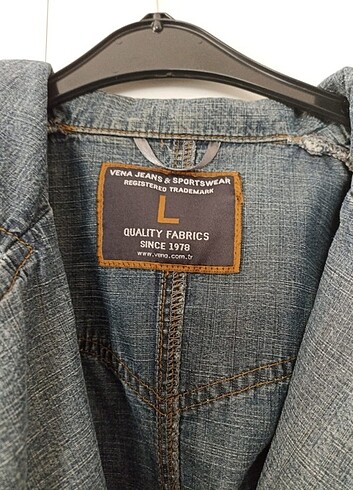 VENA JEANS & SPORTSWEAR
REGISTERED TRADEMARK
L
QUALITY FABRICS
SINCE 1978
www.vena.com.tr